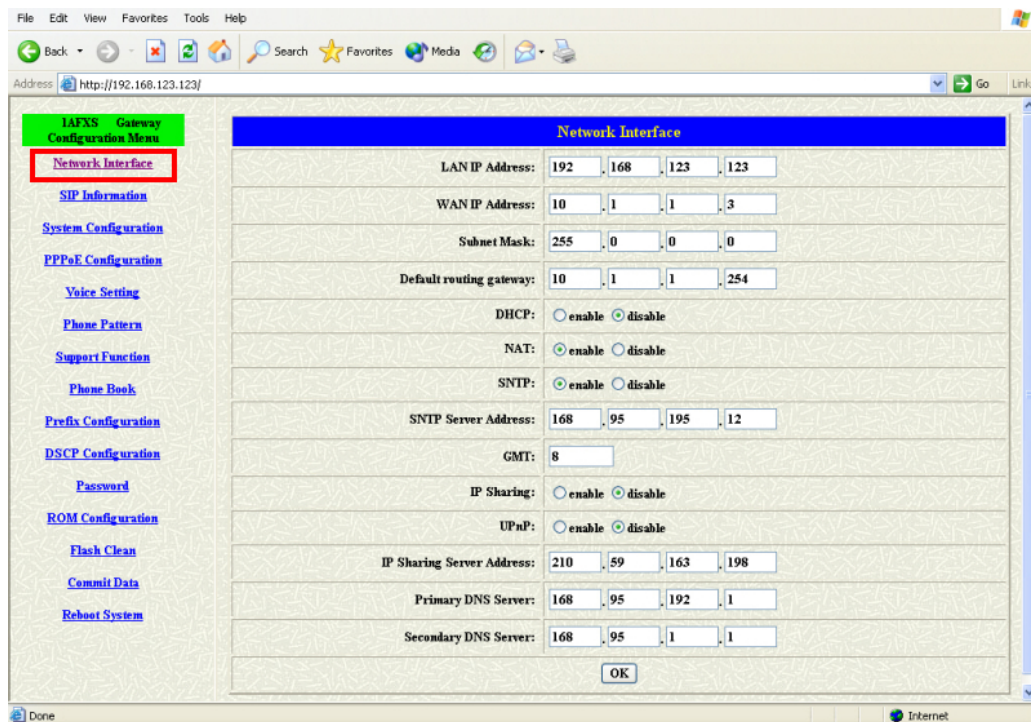 File Edit View Favorites Tools Help
Back Search Favorites Media
Address http://192.168.123.123/ Go Link
1AFXS Gateway
Configuration Menu
Network Interface
SIP Information
System Configuration
PPPoE Configuration
Voice Setting
Phone Pattern
Support Function
Phone Book
Prefix Configuration
DSCP Configuration
Password
ROM Configuration
Flash Clean
Commit Data
Reboot System
Network Interface
LAN IP Address: 192 . 168 . 123 . 123
WAN IP Address: 10 . 1 . 1 . 3
Subnet Mask: 255 . 0 . 0 . 0
Default routing gateway: 10 . 1 . 1 . 254
DHCP: enable disable
NAT: enable disable
SNTP: enable disable
SNTP Server Address: 168 . 95 . 195 . 12
GMT: 8
IP Sharing: enable disable
UPnP: enable disable
IP Sharing Server Address: 210 . 59 . 163 . 198
Primary DNS Server: 168 . 95 . 192 . 1
Secondary DNS Server: 168 . 95 . 1 . 1
OK
Done Internet